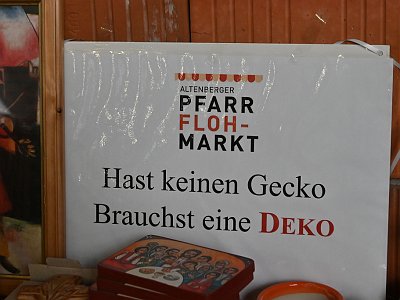 ALTENBERGER
PFARR
FLOH-
MARKT
Hast keinen Gecko
Brauchst eine DEKO